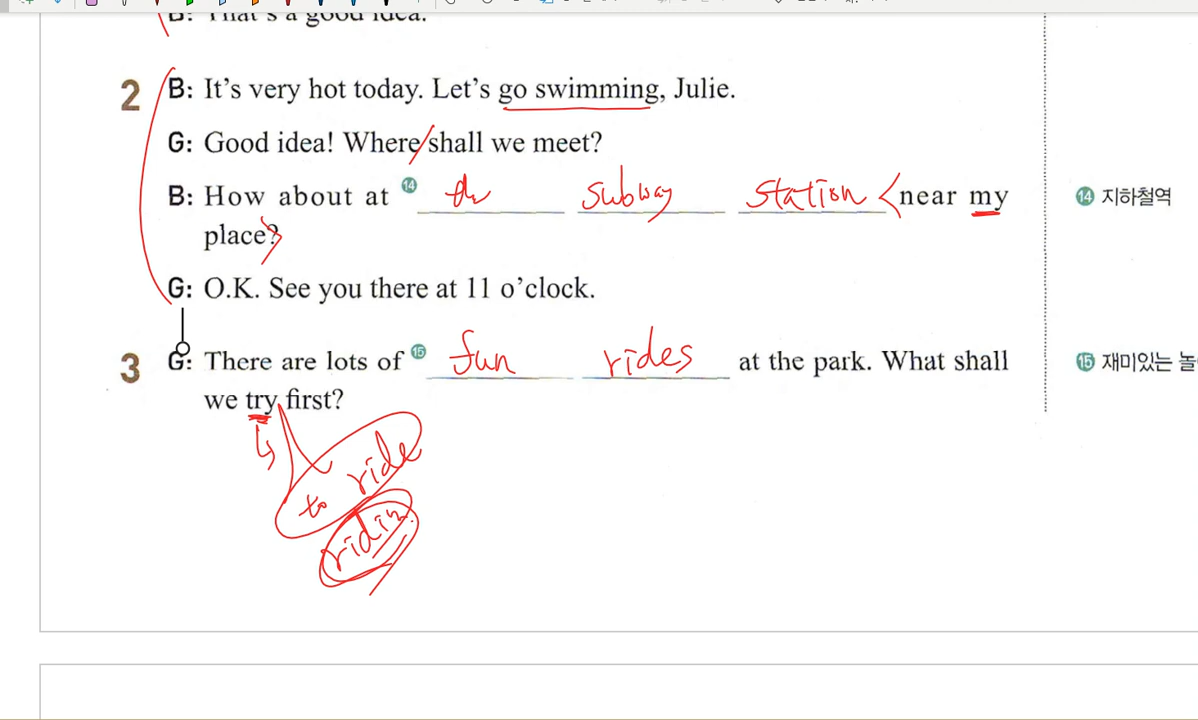 B: That's a good idea.
2 B: It's very hot today. Let's go swimming, Julie.
G: Good idea! Where/shall we meet?
B: How about at ⑭ the subway station <near my
place?>
⑭ 지하철역
G: O.K. See you there at 11 o'clock.
3 G: There are lots of ⑮ fun rides at the park. What shall
⑮ 재미있는
we try first?
to ride